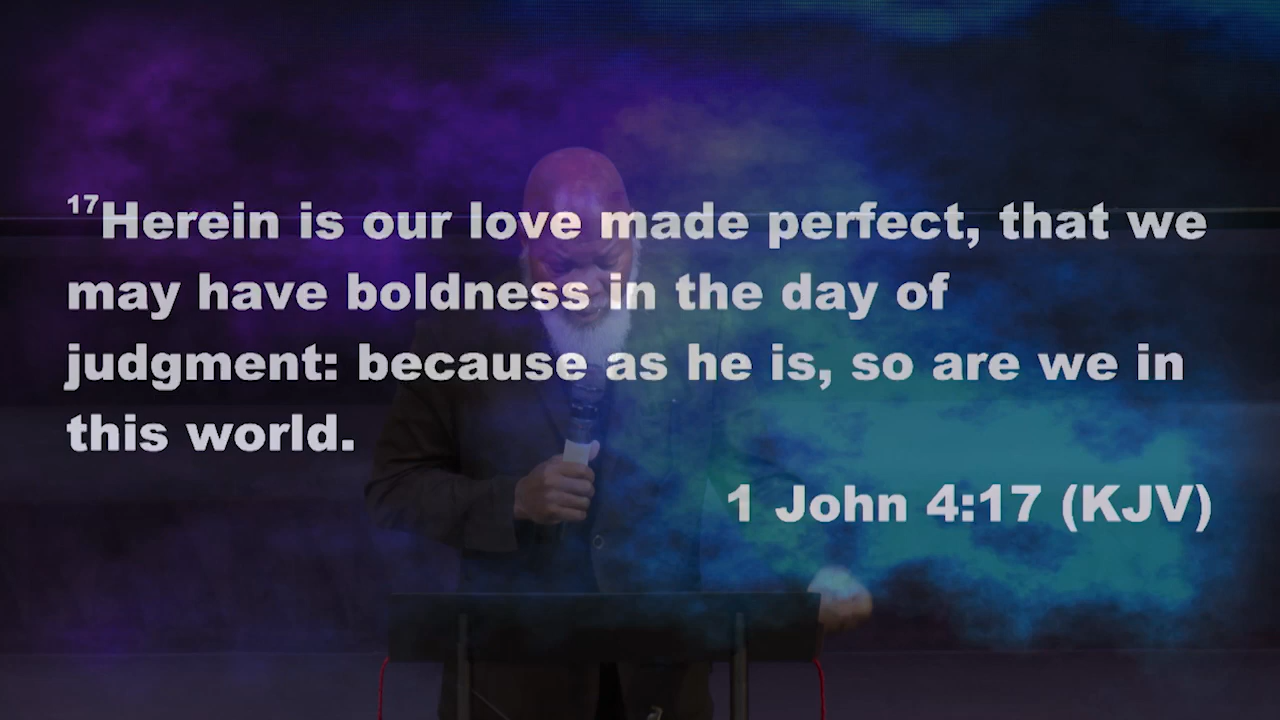 17Herein is our love made perfect, that we
may have boldness in the day of
judgment: because as he is, so are we in
this world.
1 John 4:17 (KJV)